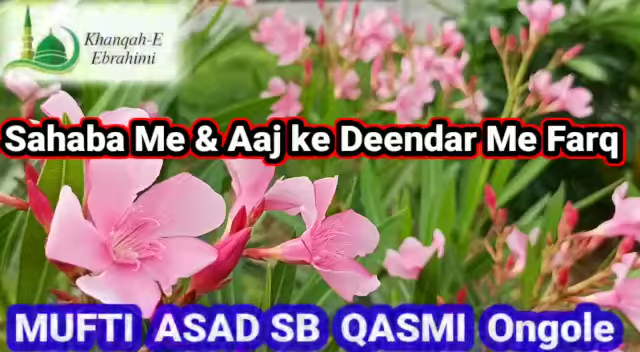 Khanqah-E
Ebrahimi
Sahaba Me & Aaj ke Deendar Me Farq
MUFTI ASAD SB QASMI Ongole